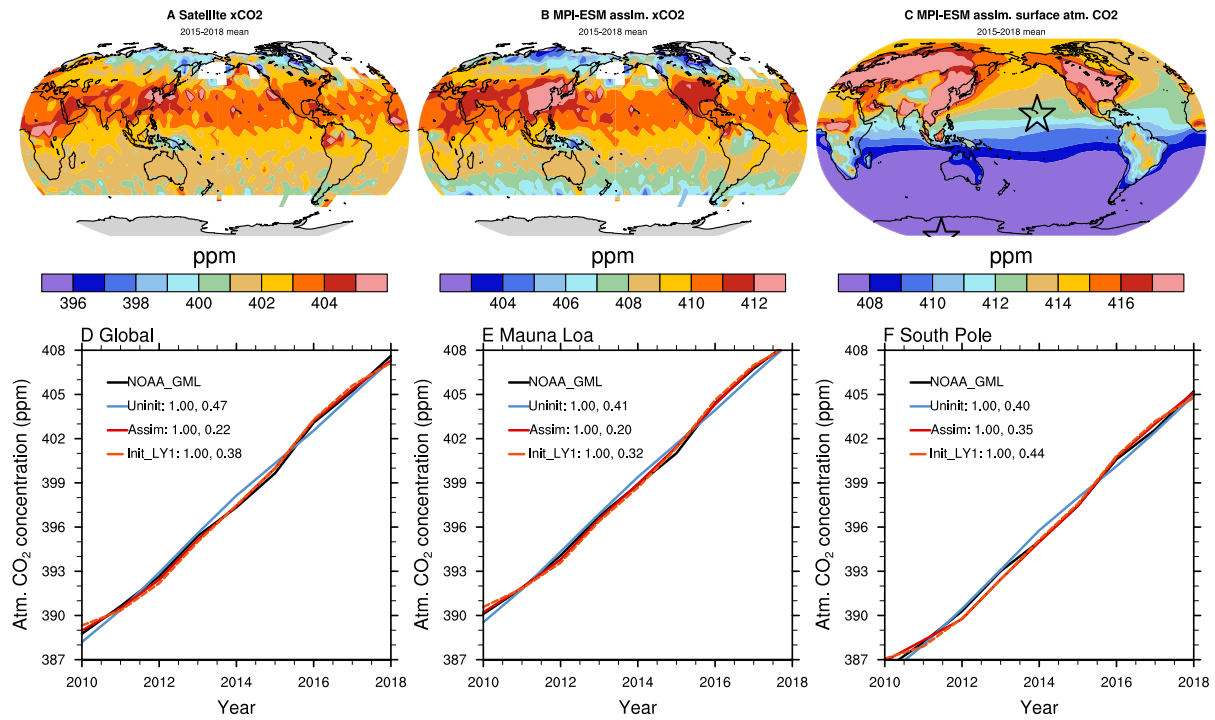 A Satellite xCO2
2015-2018 mean
B MPI-ESM assim. xCO2
2015-2018 mean
C MPI-ESM assim. surface atm. CO2
2015-2018 mean
ppm
396 398 400 402 404
ppm
404 406 408 410 412
ppm
408 410 412 414 416
D Global
Atm. CO₂ concentration (ppm)
408
405
402
399
396
393
390
387
NOAA_GML
Uninit: 1.00, 0.47
Assim: 1.00, 0.22
Init_LY1: 1.00, 0.38
2010 2012 2014 2016 2018
Year
E Mauna Loa
Atm. CO₂ concentration (ppm)
408
405
402
399
396
393
390
387
NOAA_GML
Uninit: 1.00, 0.41
Assim: 1.00, 0.20
Init_LY1: 1.00, 0.32
2010 2012 2014 2016 2018
Year
F South Pole
Atm. CO₂ concentration (ppm)
408
405
402
399
396
393
390
387
NOAA_GML
Uninit: 1.00, 0.40
Assim: 1.00, 0.35
Init_LY1: 1.00, 0.44
2010 2012 2014 2016 2018
Year